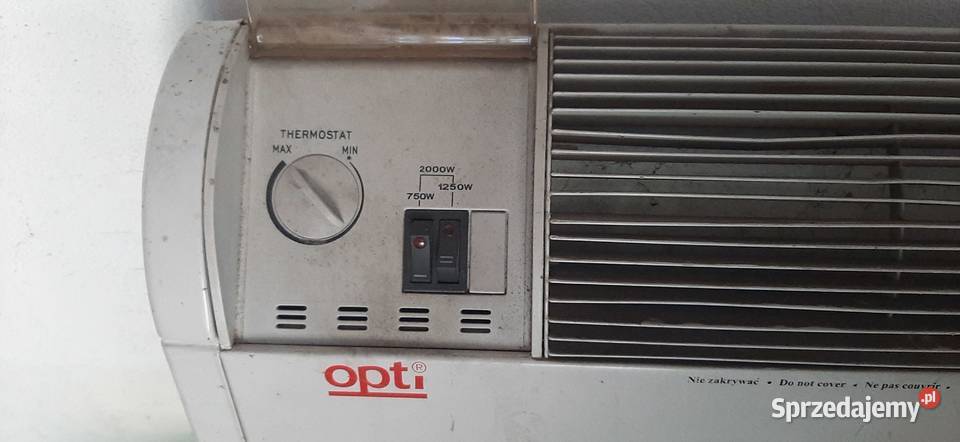 THERMOSTAT
MAX MIN
2000W
750W 1250W
opti®
Nie zakrywać • Do not cover • Ne pas couvrir •
Sprzedajemy.pl